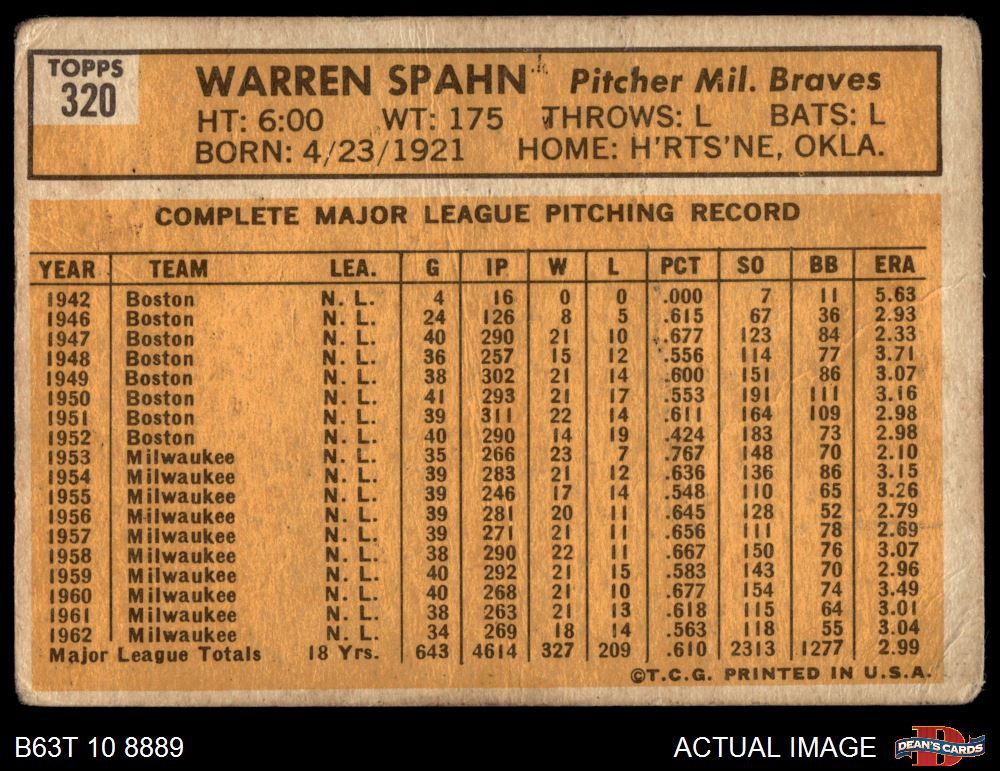 TOPPS
320
WARREN SPAHN Pitcher Mil. Braves
HT: 6:00 WT: 175 THROWS: L BATS: L
BORN: 4/23/1921 HOME: H'RTS'NE, OKLA.
COMPLETE MAJOR LEAGUE PITCHING RECORD
YEAR TEAM LEA. G IP W L PCT SO BB ERA
1942 Boston N. L. 4 16 0 0 .000 7 11 5.63
1946 Boston N. L. 24 126 8 5 .615 67 36 2.93
1947 Boston N. L. 40 290 21 10 .677 123 84 2.33
1948 Boston N. L. 36 257 15 12 .556 114 77 3.71
1949 Boston N. L. 38 302 21 14 .600 151 86 3.07
1950 Boston N. L. 41 293 21 17 .553 191 111 3.16
1951 Boston N. L. 39 311 22 14 .611 164 109 2.98
1952 Boston N. L. 40 290 14 19 .424 183 73 2.98
1953 Milwaukee N. L. 35 266 23 7 .767 148 70 2.10
1954 Milwaukee N. L. 39 283 21 12 .636 136 86 3.15
1955 Milwaukee N. L. 39 246 17 14 .548 110 65 3.26
1956 Milwaukee N. L. 39 281 20 11 .645 128 52 2.79
1957 Milwaukee N. L. 39 271 21 11 .656 111 78 2.69
1958 Milwaukee N. L. 38 290 22 11 .667 150 76 3.07
1959 Milwaukee N. L. 40 292 21 15 .583 143 70 2.96
1960 Milwaukee N. L. 40 268 21 10 .677 154 74 3.49
1961 Milwaukee N. L. 38 263 21 13 .618 115 64 3.01
1962 Milwaukee N. L. 34 269 18 14 .563 118 55 3.04
Major League Totals 18 Yrs. 643 4614 327 209 .610 2313 1277 2.99
©T.C.G. PRINTED IN U.S.A.
B63T 10 8889 ACTUAL IMAGE
D
DEAN'S CARDS